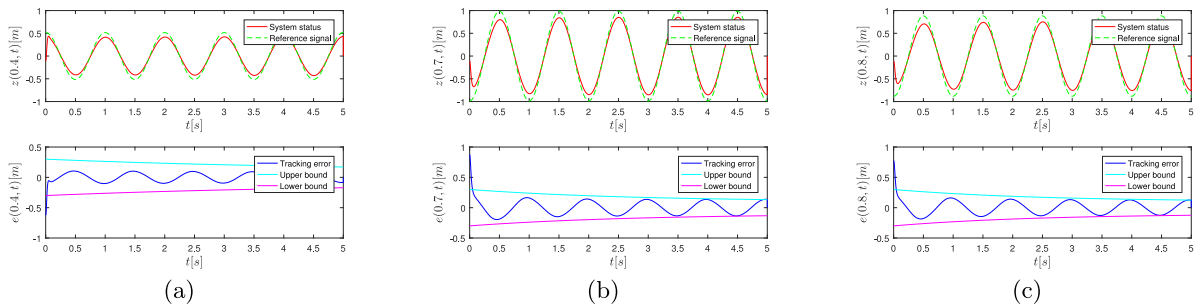 1
0.5
0
-0.5
-1
z(0.4, t)[m]
System status
Reference signal
0 0.5 1 1.5 2 2.5 3 3.5 4 4.5 5
t[s]
0.5
0
-0.5
-1
e(0.4, t)[m]
Tracking error
Upper bound
Lower bound
0 0.5 1 1.5 2 2.5 3 3.5 4 4.5 5
t[s]
(a)
1
0.5
0
-0.5
-1
z(0.7, t)[m]
System status
Reference signal
0 0.5 1 1.5 2 2.5 3 3.5 4 4.5 5
t[s]
1
0.5
0
-0.5
e(0.7, t)[m]
Tracking error
Upper bound
Lower bound
0 0.5 1 1.5 2 2.5 3 3.5 4 4.5 5
t[s]
(b)
1
0.5
0
-0.5
-1
z(0.8, t)[m]
System status
Reference signal
0 0.5 1 1.5 2 2.5 3 3.5 4 4.5 5
t[s]
1
0.5
0
-0.5
e(0.8, t)[m]
Tracking error
Upper bound
Lower bound
0 0.5 1 1.5 2 2.5 3 3.5 4 4.5 5
t[s]
(c)